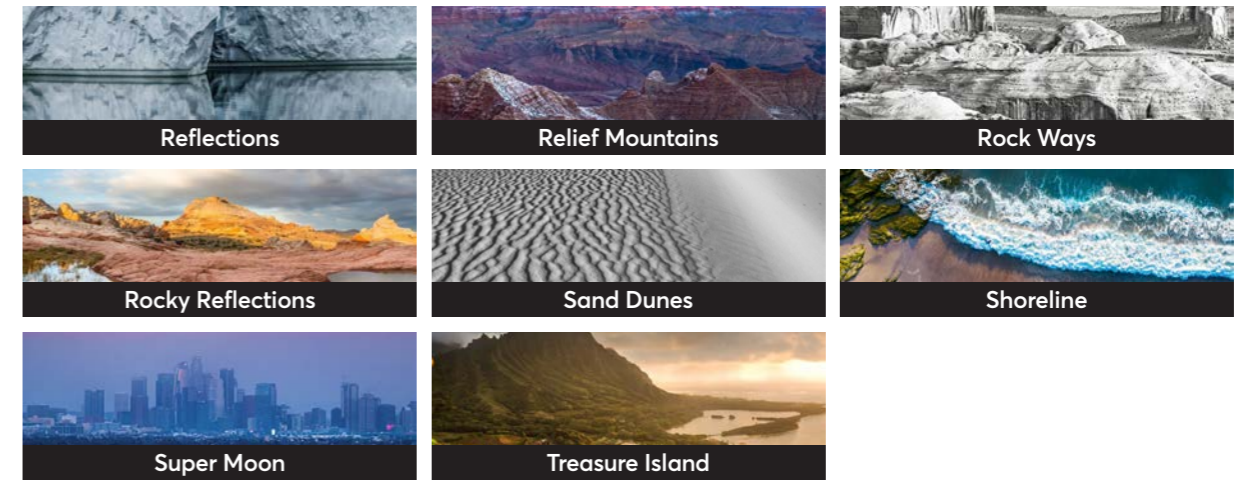 Reflections
Relief Mountains
Rock Ways
Rocky Reflections
Sand Dunes
Shoreline
Super Moon
Treasure Island